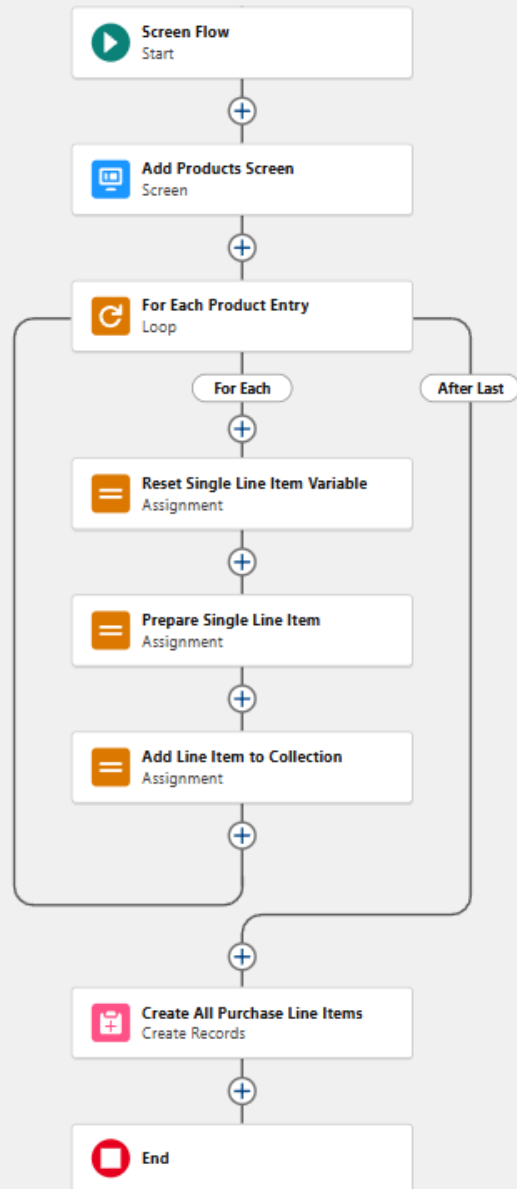 Screen Flow
Start
Add Products Screen
Screen
For Each Product Entry
Loop
For Each
After Last
Reset Single Line Item Variable
Assignment
Prepare Single Line Item
Assignment
Add Line Item to Collection
Assignment
Create All Purchase Line Items
Create Records
End